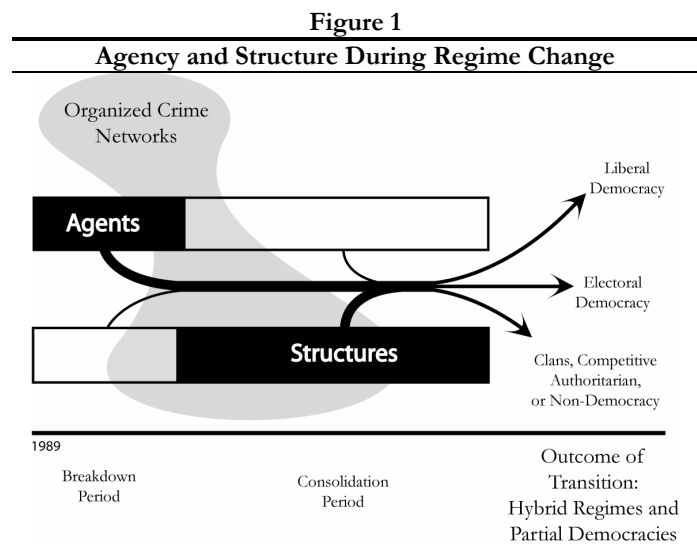 Figure 1
Agency and Structure During Regime Change
Organized Crime
Networks
Agents
Liberal
Democracy
Electoral
Democracy
Structures
Clans, Competitive
Authoritarian,
or Non-Democracy
1989
Breakdown
Period
Consolidation
Period
Outcome of
Transition:
Hybrid Regimes and
Partial Democracies